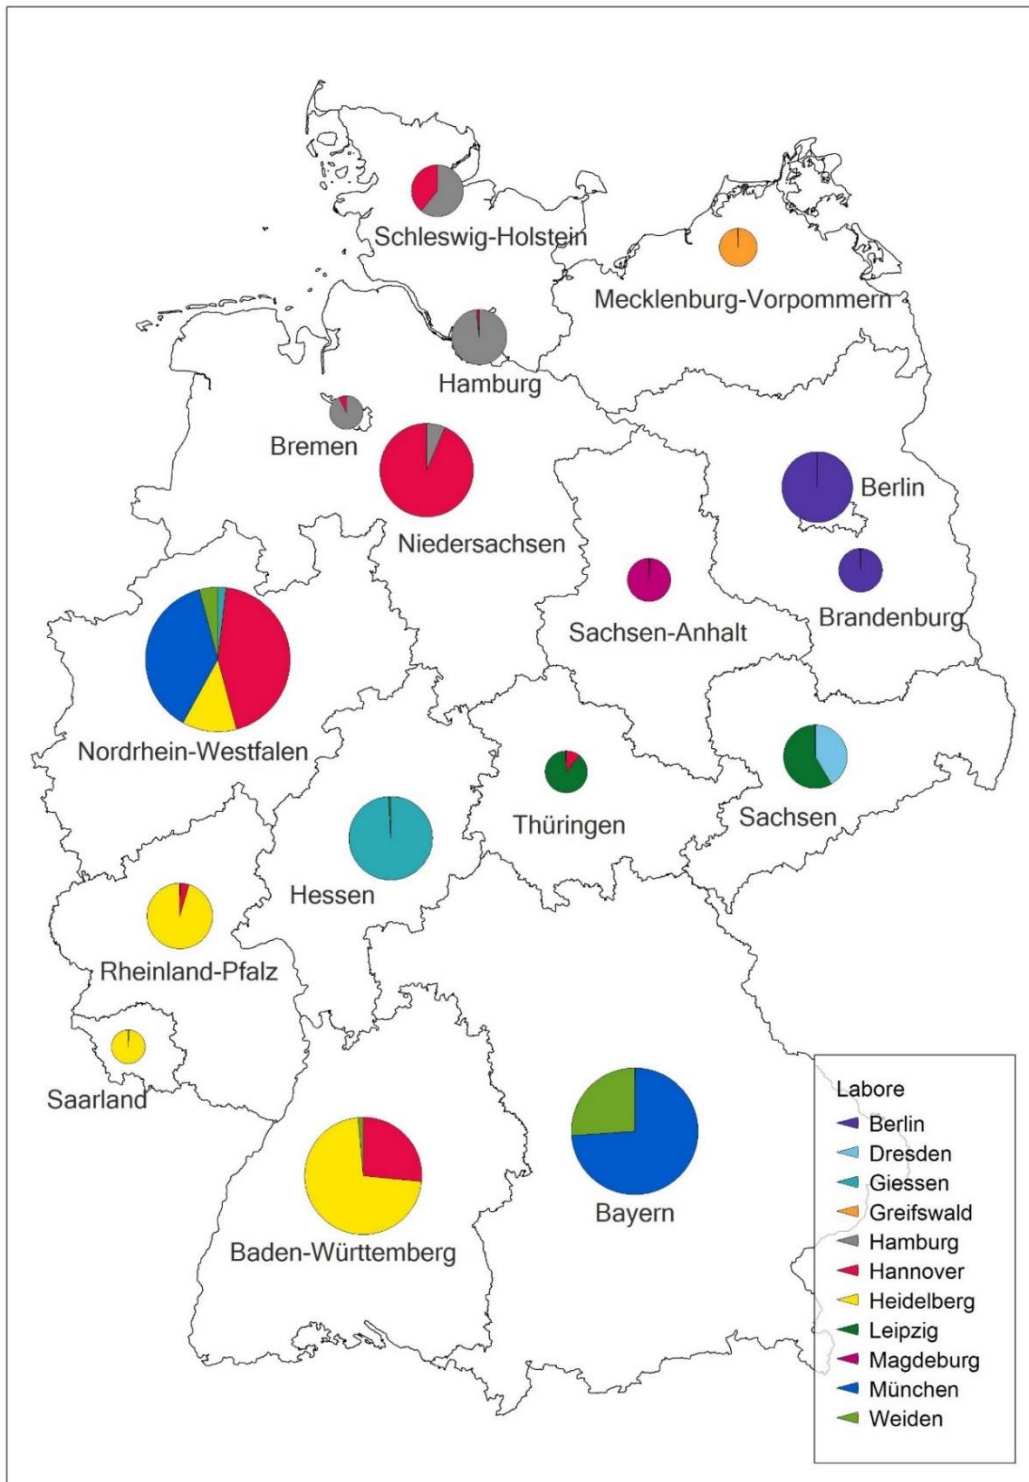 Schleswig-Holstein
Mecklenburg-Vorpommern
Hamburg
Bremen
Niedersachsen
Berlin
Brandenburg
Sachsen-Anhalt
Nordrhein-Westfalen
Hessen
Thüringen
Sachsen
Rheinland-Pfalz
Saarland
Baden-Württemberg
Bayern
Labore
Berlin
Dresden
Giessen
Greifswald
Hamburg
Hannover
Heidelberg
Leipzig
Magdeburg
München
Weiden